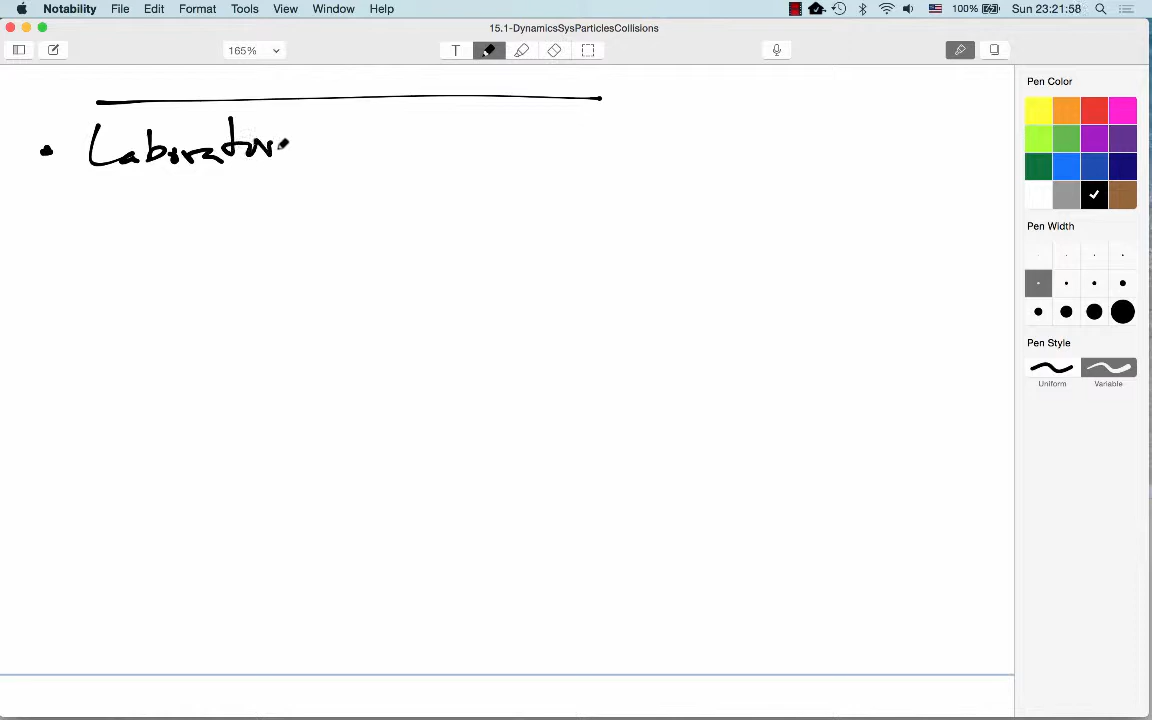 Notability File Edit Format Tools View Window Help 100% Sun 23:21:58
15.1-DynamicsSysParticlesCollisions
165% T
Pen Color
• Laborator
Pen Width
Pen Style
Uniform Variable